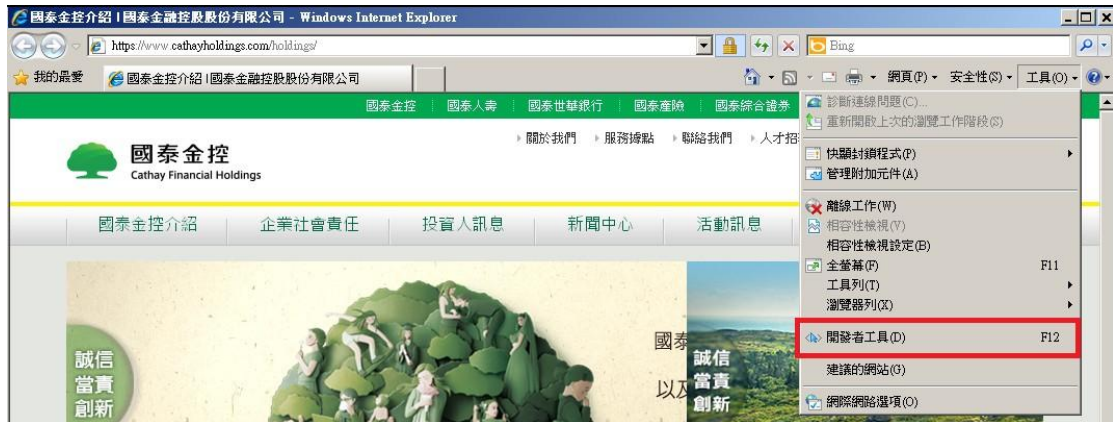 國泰金控介紹 | 國泰金融控股股份有限公司 - Windows Internet Explorer
https://www.cathayholdings.com/holdings/
Bing
我的最愛
國泰金控介紹 | 國泰金融控股股份有限公司
網頁(P)
安全性(S)
工具(O)
國泰金控
國泰人壽
國泰世華銀行
國泰產險
國泰綜合證券
關於我們
服務據點
聯絡我們
人才招
國泰金控
Cathay Financial Holdings
國泰金控介紹
企業社會責任
投資人訊息
新聞中心
活動訊息
診斷連線問題(C)...
重新開啟上次的瀏覽工作階段(S)
快顯封鎖程式(P)
管理附加元件(A)
離線工作(W)
相容性檢視(V)
相容性檢視設定(B)
全螢幕(F) F11
工具列(T)
瀏覽器列(X)
開發者工具(D) F12
建議的網站(G)
網際網路選項(O)
誠信
當責
創新
國泰
以及
誠信
當責
創新